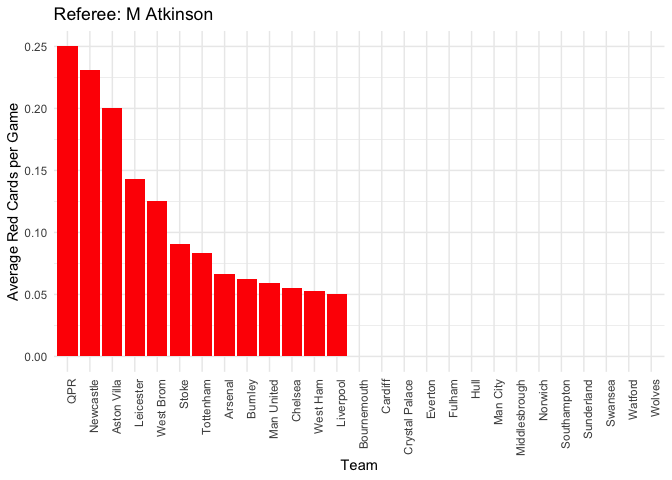 Referee: M Atkinson
Average Red Cards per Game
0.25
0.20
0.15
0.10
0.05
0.00
QPR
Newcastle
Aston Villa
Leicester
West Brom
Stoke
Tottenham
Arsenal
Burnley
Man United
Chelsea
West Ham
Liverpool
Bournemouth
Cardiff
Crystal Palace
Everton
Fulham
Hull
Man City
Middlesbrough
Norwich
Southampton
Sunderland
Swansea
Watford
Wolves
Team